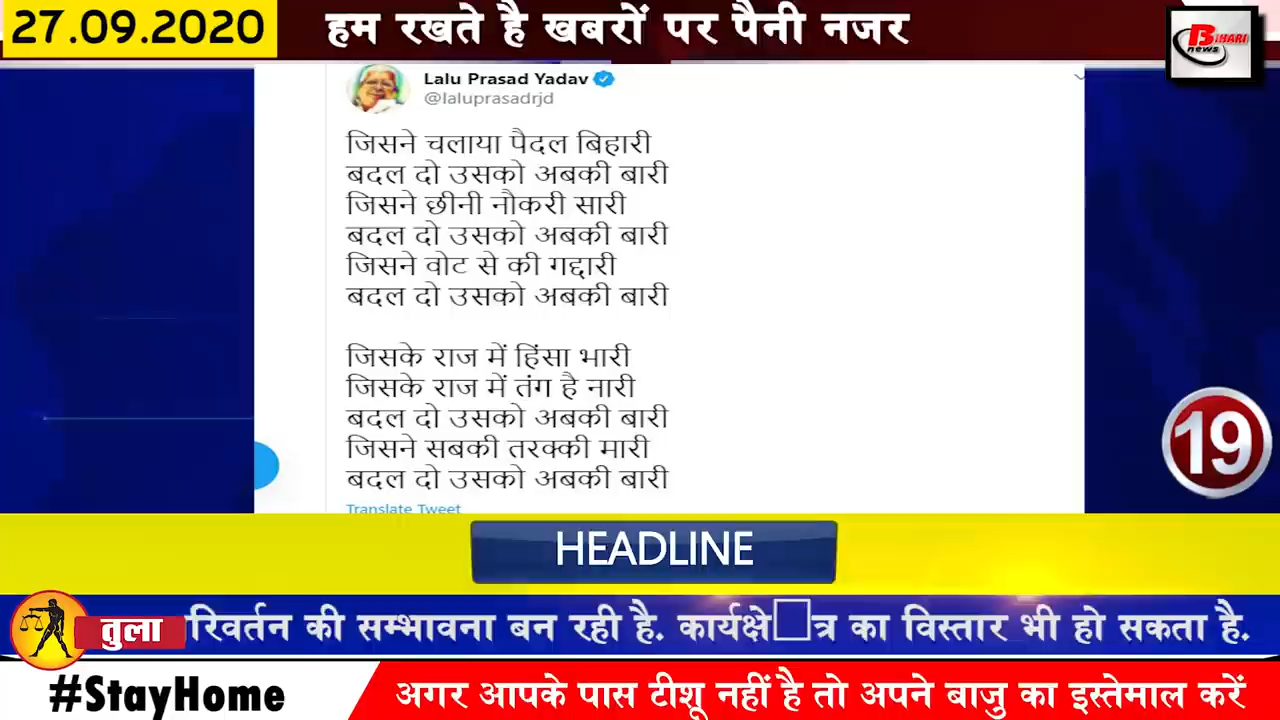 27.09.2020
हम रखते है खबरों पर पैनी नजर
BIHARI
news
Lalu Prasad Yadav
@laluprasadrjd
जिसने चलाया पैदल बिहारी
बदल दो उसको अबकी बारी
जिसने छीनी नौकरी सारी
बदल दो उसको अबकी बारी
जिसने वोट से की गद्दारी
बदल दो उसको अबकी बारी
जिसके राज में हिंसा भारी
जिसके राज में तंग है नारी
बदल दो उसको अबकी बारी
जिसने सबकी तरक्की मारी
बदल दो उसको अबकी बारी
Translate Tweet
19
HEADLINE
तुला
रिवर्तन की सम्भावना बन रही है. कार्यक्षे□त्र का विस्तार भी हो सकता है.
#StayHome
अगर आपके पास टीशू नहीं है तो अपने बाजु का इस्तेमाल करें